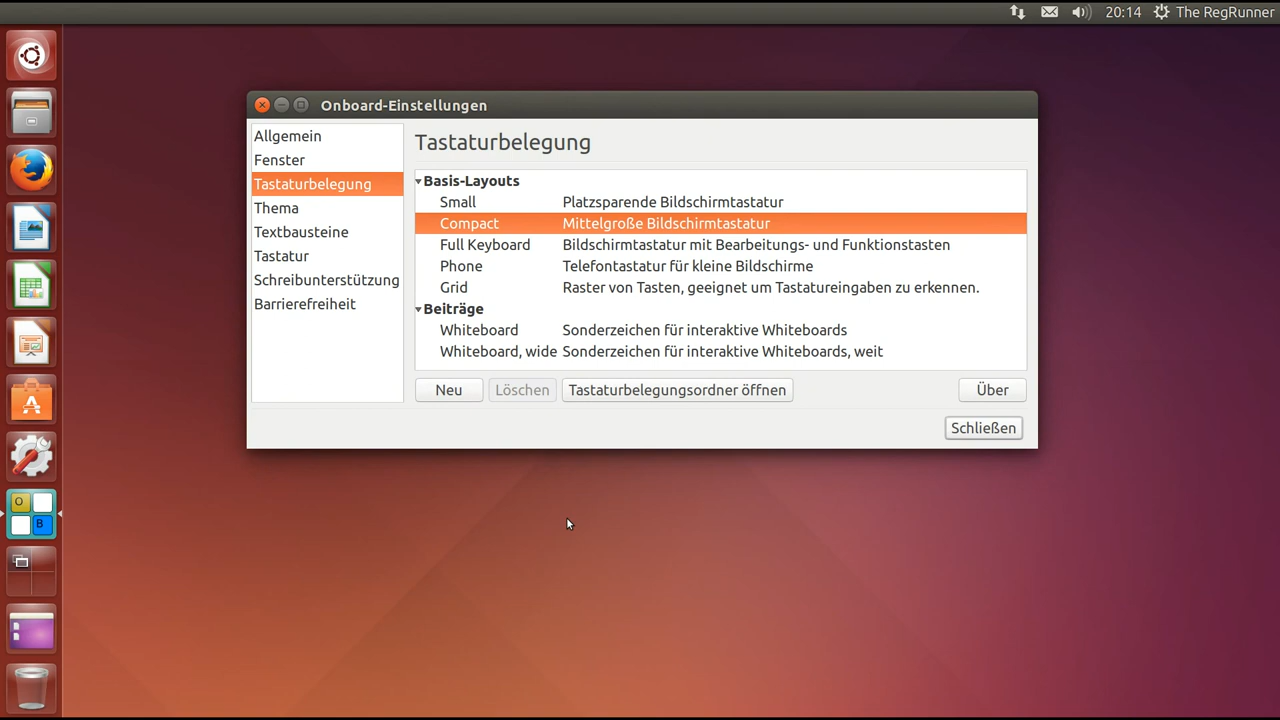 20:14 The RegRunner
Onboard-Einstellungen
Allgemein
Fenster
Tastaturbelegung
Thema
Textbausteine
Tastatur
Schreibunterstützung
Barrierefreiheit
Tastaturbelegung
Basis-Layouts
Small Platzsparende Bildschirmtastatur
Compact Mittelgroße Bildschirmtastatur
Full Keyboard Bildschirmtastatur mit Bearbeitungs- und Funktionstasten
Phone Telefontastatur für kleine Bildschirme
Grid Raster von Tasten, geeignet um Tastatureingaben zu erkennen.
Beiträge
Whiteboard Sonderzeichen für interaktive Whiteboards
Whiteboard, wide Sonderzeichen für interaktive Whiteboards, weit
Neu Löschen Tastaturbelegungsordner öffnen Über
Schließen
O
B